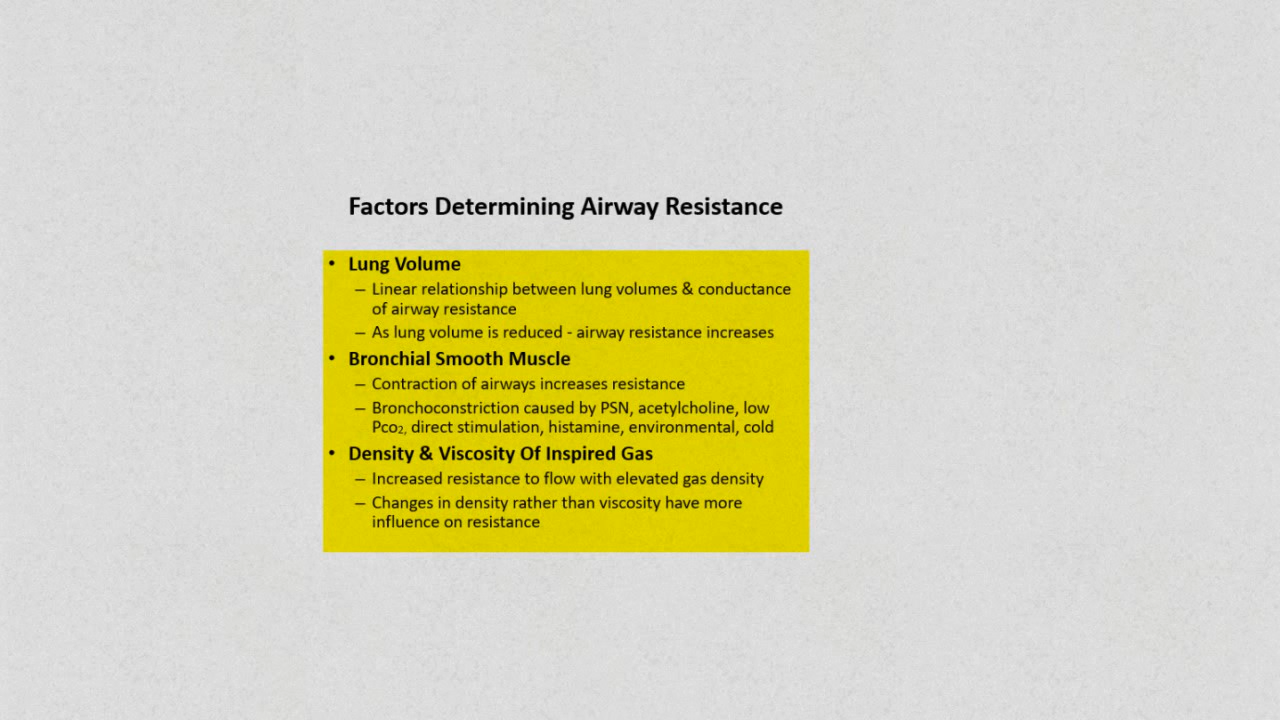 Factors Determining Airway Resistance
• Lung Volume
– Linear relationship between lung volumes & conductance
of airway resistance
– As lung volume is reduced - airway resistance increases
• Bronchial Smooth Muscle
– Contraction of airways increases resistance
– Bronchoconstriction caused by PSN, acetylcholine, low
Pco₂, direct stimulation, histamine, environmental, cold
• Density & Viscosity Of Inspired Gas
– Increased resistance to flow with elevated gas density
– Changes in density rather than viscosity have more
influence on resistance